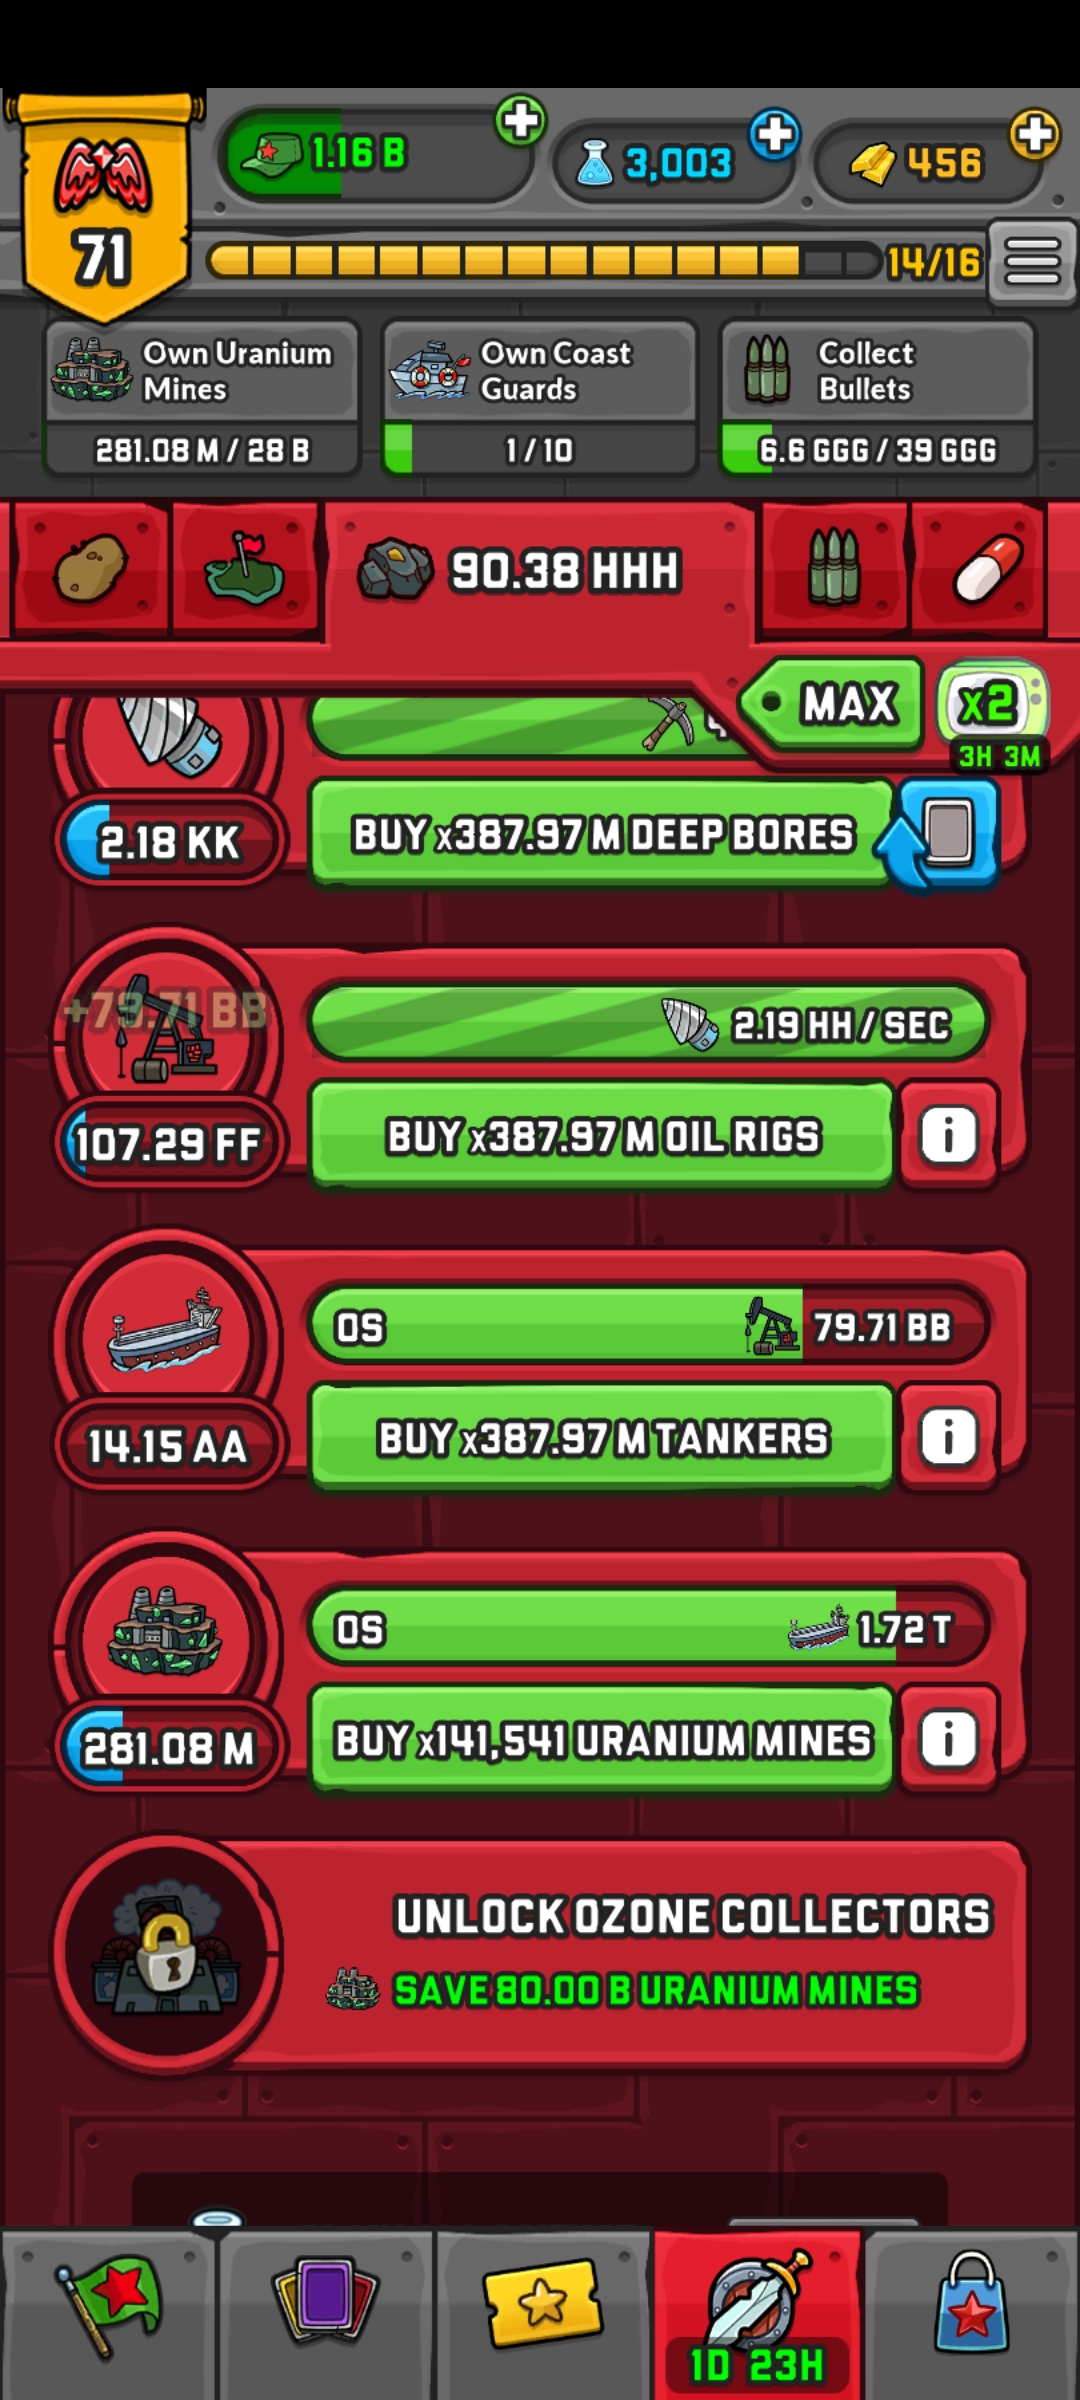 1.16 B
3,003
456
71
14/16
Own Uranium
Mines
281.08 M / 28 B
Own Coast
Guards
1 / 10
Collect
Bullets
6.6 GGG / 39 GGG
90.38 HHH
MAX
x2
3H 3M
2.18 KK
BUY x387.97 M DEEP BORES
+79.71 BB
2.19 HH / SEC
107.29 FF
BUY x387.97 M OIL RIGS
i
0S
79.71 BB
14.15 AA
BUY x387.97 M TANKERS
i
0S
1.72 T
281.08 M
BUY x141,541 URANIUM MINES
i
UNLOCK OZONE COLLECTORS
SAVE 80.00 B URANIUM MINES
1D 23H